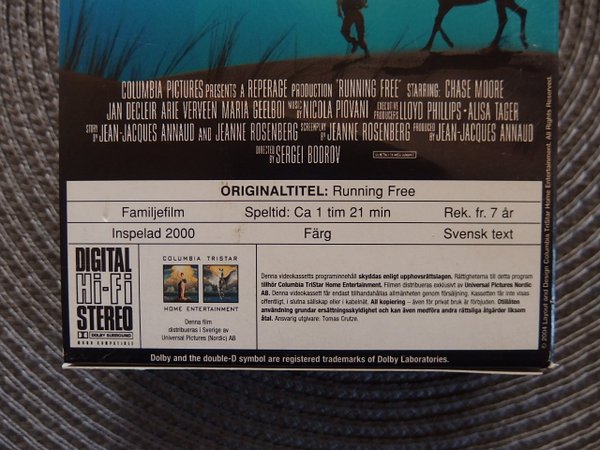 COLUMBIA PICTURES PRESENTS A REPERAGE PRODUCTION "RUNNING FREE" STARRING: CHASE MOORE
JAN DECLEIR ARIE VERVEEN MARIA GEELBOI MUSIC BY NICOLA PIOVANI EXECUTIVE PRODUCERS LLOYD PHILLIPS · ALISA TAGER
STORY BY JEAN-JACQUES ANNAUD AND JEANNE ROSENBERG SCREENPLAY BY JEANNE ROSENBERG PRODUCED BY JEAN-JACQUES ANNAUD
DIRECTED BY SERGEI BODROV
ORIGINALTITEL: Running Free
Familjefilm Speltid: Ca 1 tim 21 min Rek. fr. 7 år
Inspelad 2000 Färg Svensk text
DIGITAL
Hi-Fi
STEREO
DOLBY SURROUND
MONO COMPATIBLE
COLUMBIA TRISTAR
HOME ENTERTAINMENT
Denna film
distribueras i Sverige av
Universal Pictures (Nordic) AB
Denna videokassetts programinnehåll skyddas enligt upphovsrättslagen. Rättigheterna till detta program
tillhör Columbia TriStar Home Entertainment. Filmen distribueras exklusivt av Universal Pictures Nordic
AB. Denna videokassett får endast tillhandahållas allmänheten genom försäljning. Kassetten får inte visas
offentligt, i slutna sällskap eller i kabelnät. All kopiering – även för privat bruk är förbjuden. Otillåten
användning grundar ersättningsskyldighet och kan även medföra andra rättsliga åtgärder liksom
åtal. Ansvarig utgivare: Tomas Grutze.
Dolby and the double-D symbol are registered trademarks of Dolby Laboratories.
© 2004 Layout and Design Columbia TriStar Home Entertainment. All Rights Reserved.